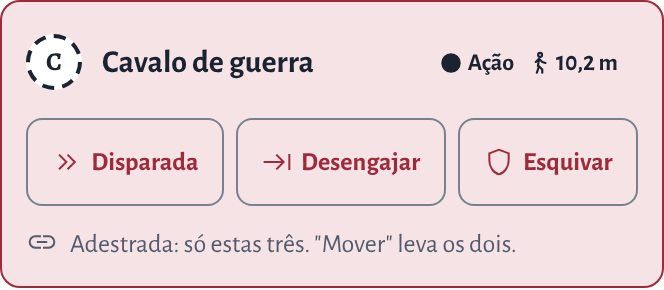 C Cavalo de guerra Ação 10,2 m
Disparada Desengajar Esquivar
Adestrada: só estas três. "Mover" leva os dois.